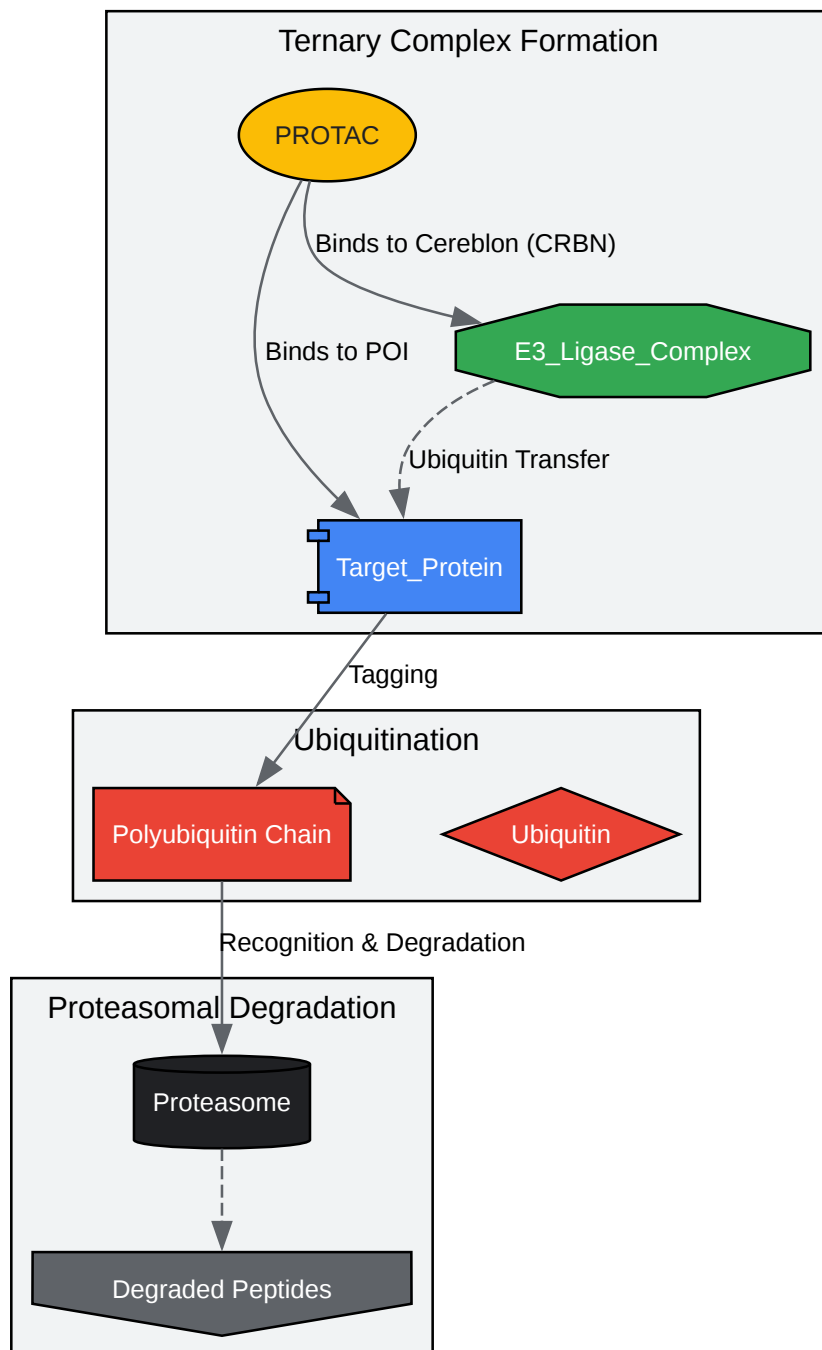 Ternary Complex Formation
PROTAC
Binds to Cereblon (CRBN)
Binds to POI
E3_Ligase_Complex
Ubiquitin Transfer
Target_Protein
Tagging
Ubiquitination
Polyubiquitin Chain
Ubiquitin
Recognition & Degradation
Proteasomal Degradation
Proteasome
Degraded Peptides